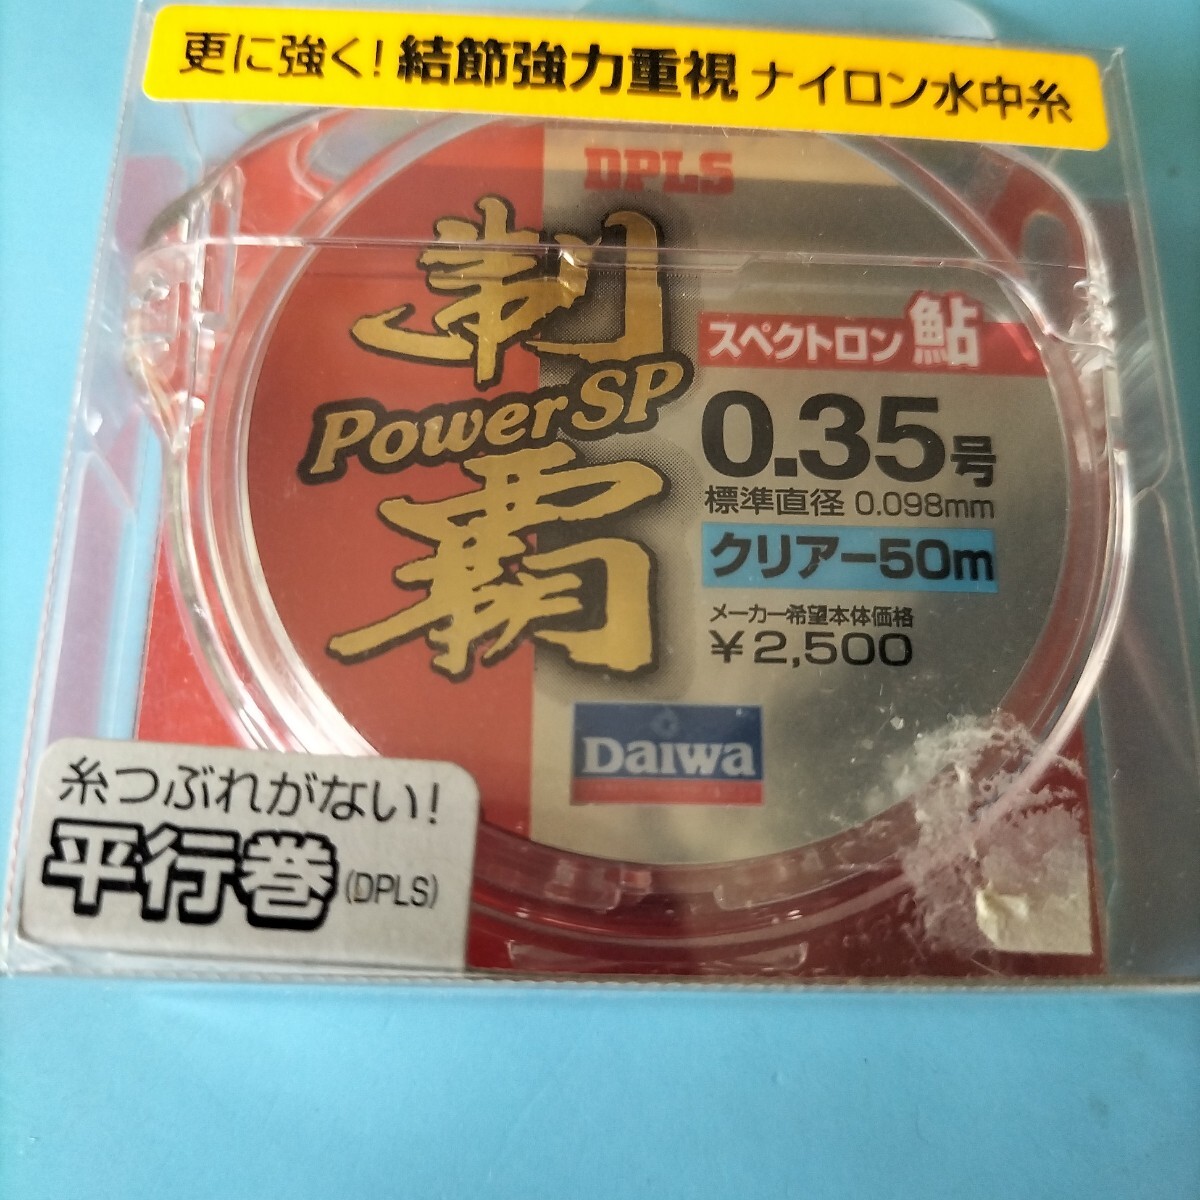 更に強く!結節強力重視 ナイロン水中糸
DPLS
制
PowerSP
覇
スペクトロン鮎
0.35号
標準直径 0.098mm
クリアー50m
メーカー希望本体価格
¥2,500
Daiwa
糸つぶれがない!
平行巻(DPLS)